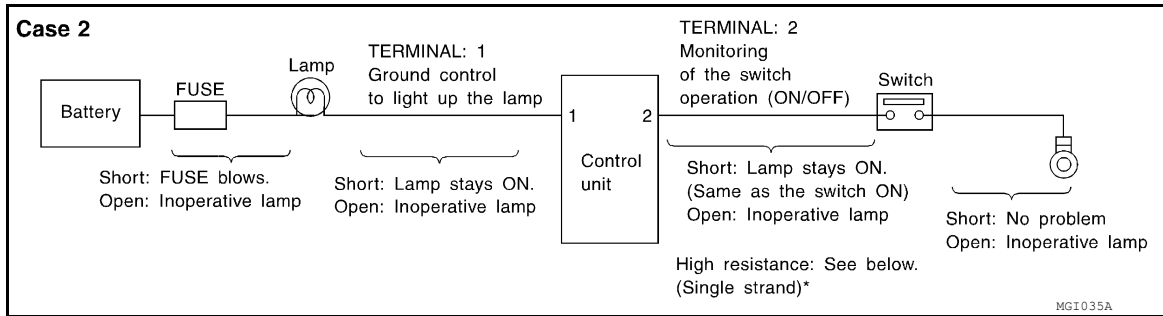 Case 2
Battery
FUSE
Lamp
TERMINAL: 1
Ground control
to light up the lamp
1
2
Control
unit
TERMINAL: 2
Monitoring
of the switch
operation (ON/OFF)
Switch
Short: FUSE blows.
Open: Inoperative lamp
Short: Lamp stays ON.
Open: Inoperative lamp
Short: Lamp stays ON.
(Same as the switch ON)
Open: Inoperative lamp
High resistance: See below.
(Single strand)*
Short: No problem
Open: Inoperative lamp
MGI035A